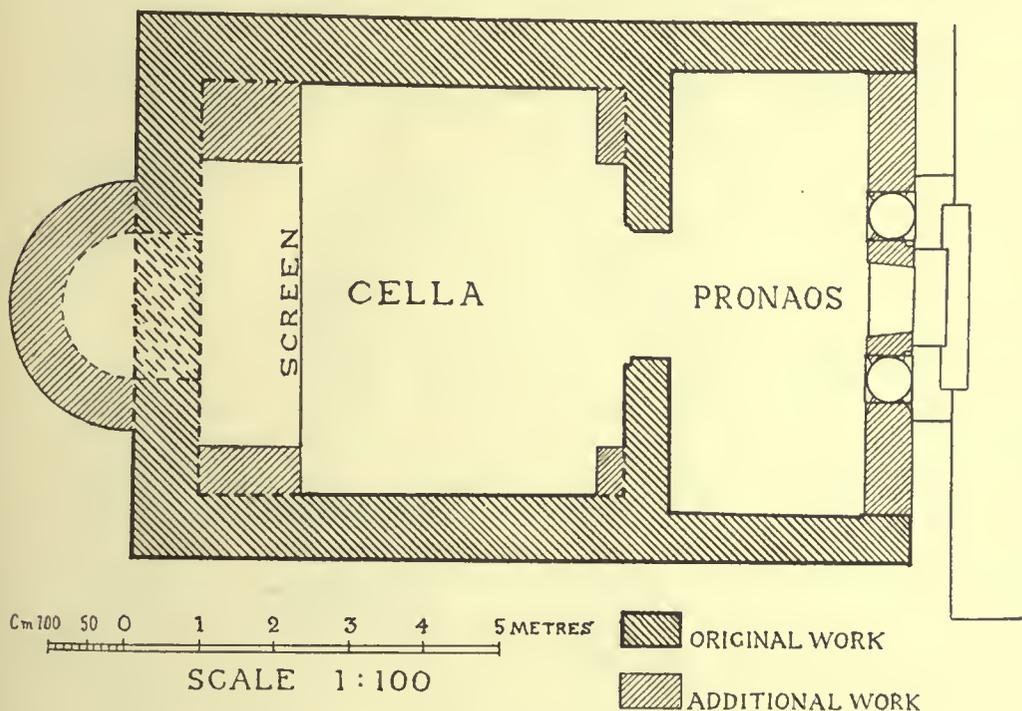 SCREEN
CELLA
PRONAOS
Cm 100 50 0 1 2 3 4 5 METRES
SCALE 1:100
ORIGINAL WORK
ADDITIONAL WORK